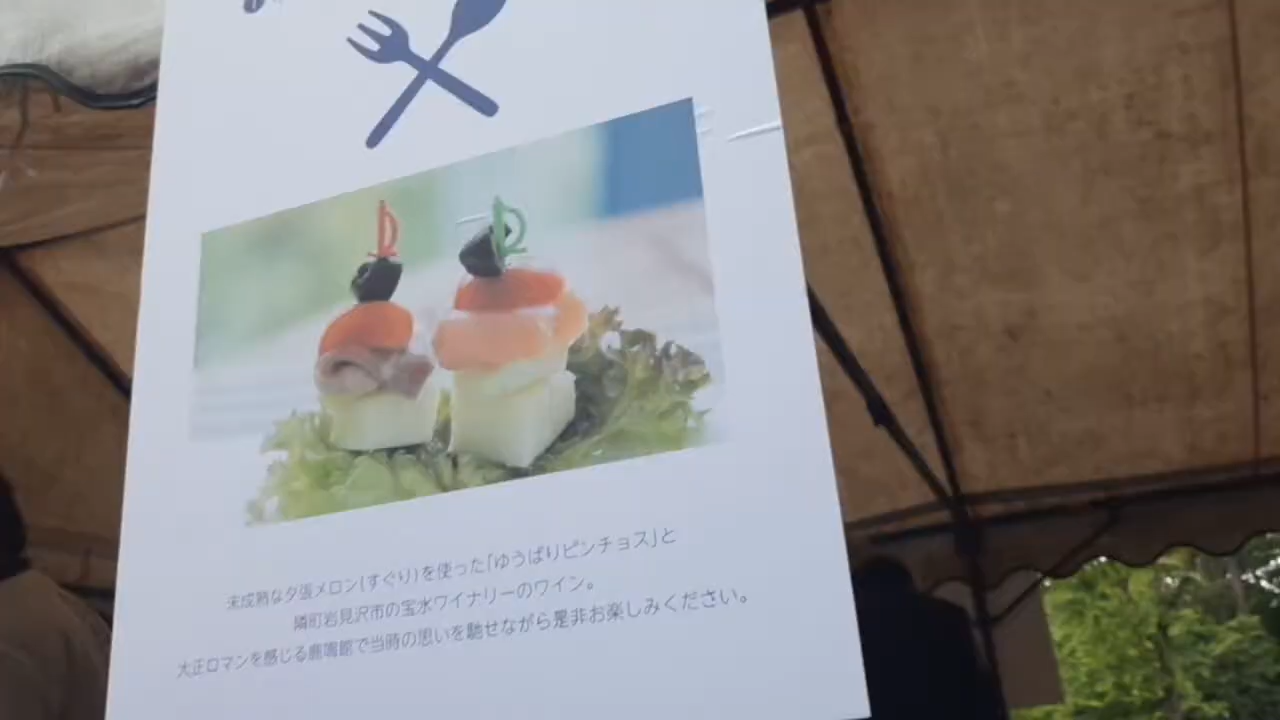 未成熟な夕張メロン(すぐり)を使った「ゆうばりピンチョス」と
隣町岩見沢市の宝水ワイナリーのワイン。
大正ロマンを感じる鹿鳴館で当時の思いを馳せながら是非お楽しみください。